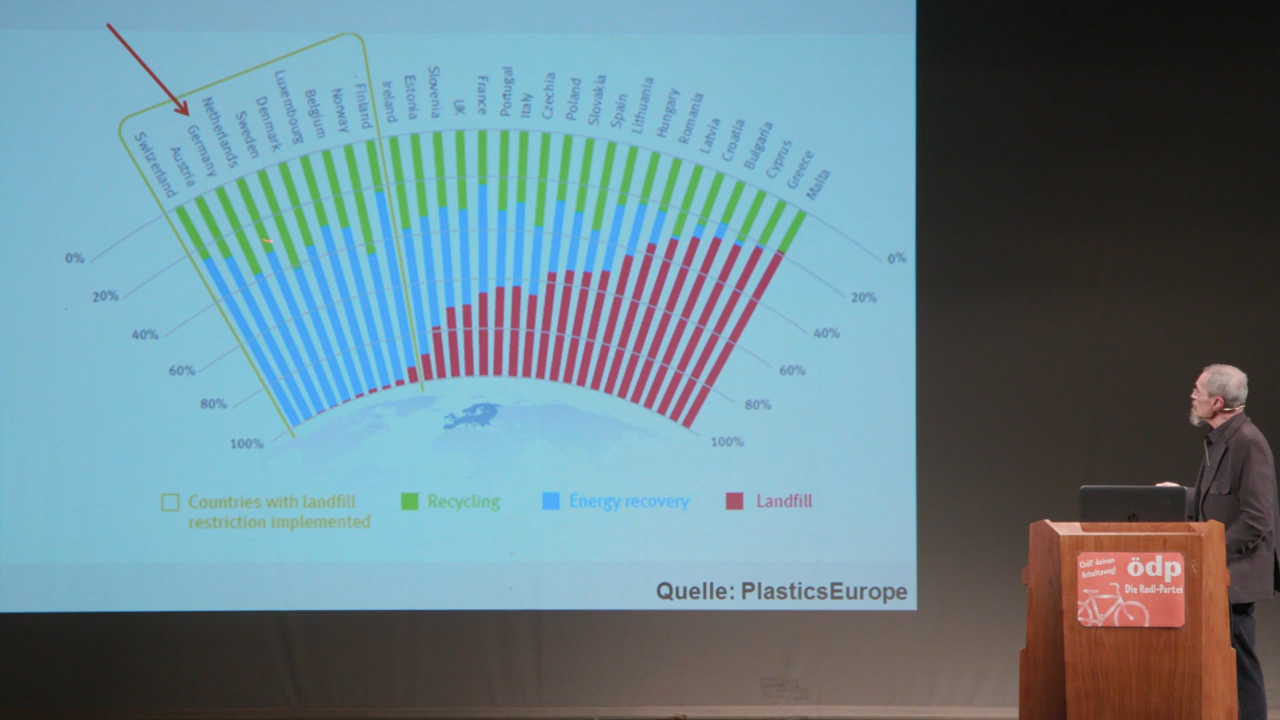 Switzerland
Austria
Germany
Netherlands
Sweden
Denmark
Luxembourg
Belgium
Norway
Finland
Ireland
Estonia
Slovenia
UK
France
Portugal
Italy
Czechia
Poland
Slovakia
Spain
Lithuania
Hungary
Romania
Latvia
Croatia
Bulgaria
Cyprus
Greece
Malta
0%
20%
40%
60%
80%
100%
0%
20%
40%
60%
80%
100%
Countries with landfill
restriction implemented
Recycling
Energy recovery
Landfill
Quelle: PlasticsEurope
Chill' deinen
Arbeitsweg!
ödp
Die Radl-Partei
hp